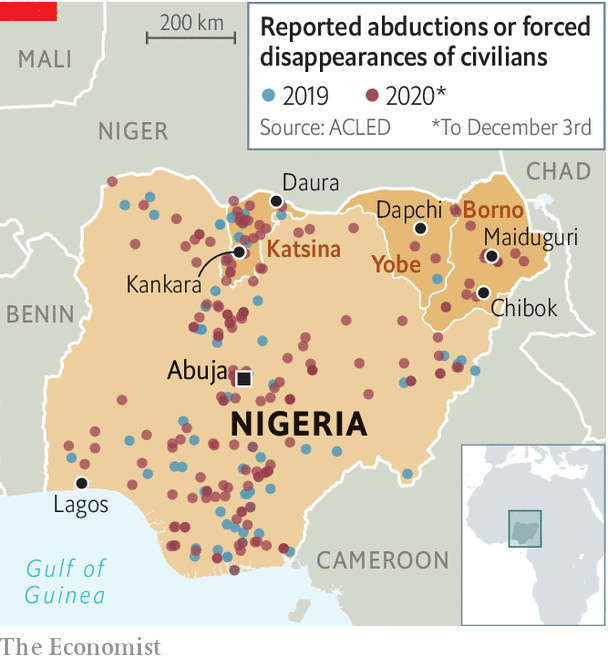 200 km
Reported abductions or forced
disappearances of civilians
2019
2020*
Source: ACLED
*To December 3rd
MALI
NIGER
CHAD
Daura
Dapchi
Borno
Maiduguri
Katsina
Yobe
Kankara
Chibok
BENIN
Abuja
NIGERIA
Lagos
CAMEROON
Gulf of
Guinea
The Economist